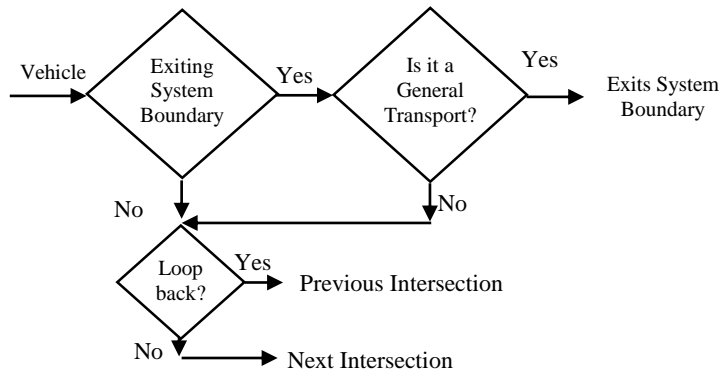 Vehicle
Exiting
System
Boundary
Yes
Is it a
General
Transport?
Yes
Exits System
Boundary
No
No
Loop
back?
Yes
Previous Intersection
No
Next Intersection